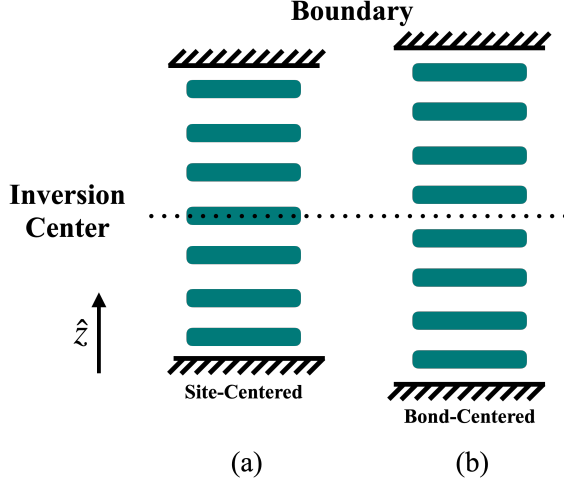 Boundary
Inversion
Center
ẑ
Site-Centered
Bond-Centered
(a)
(b)